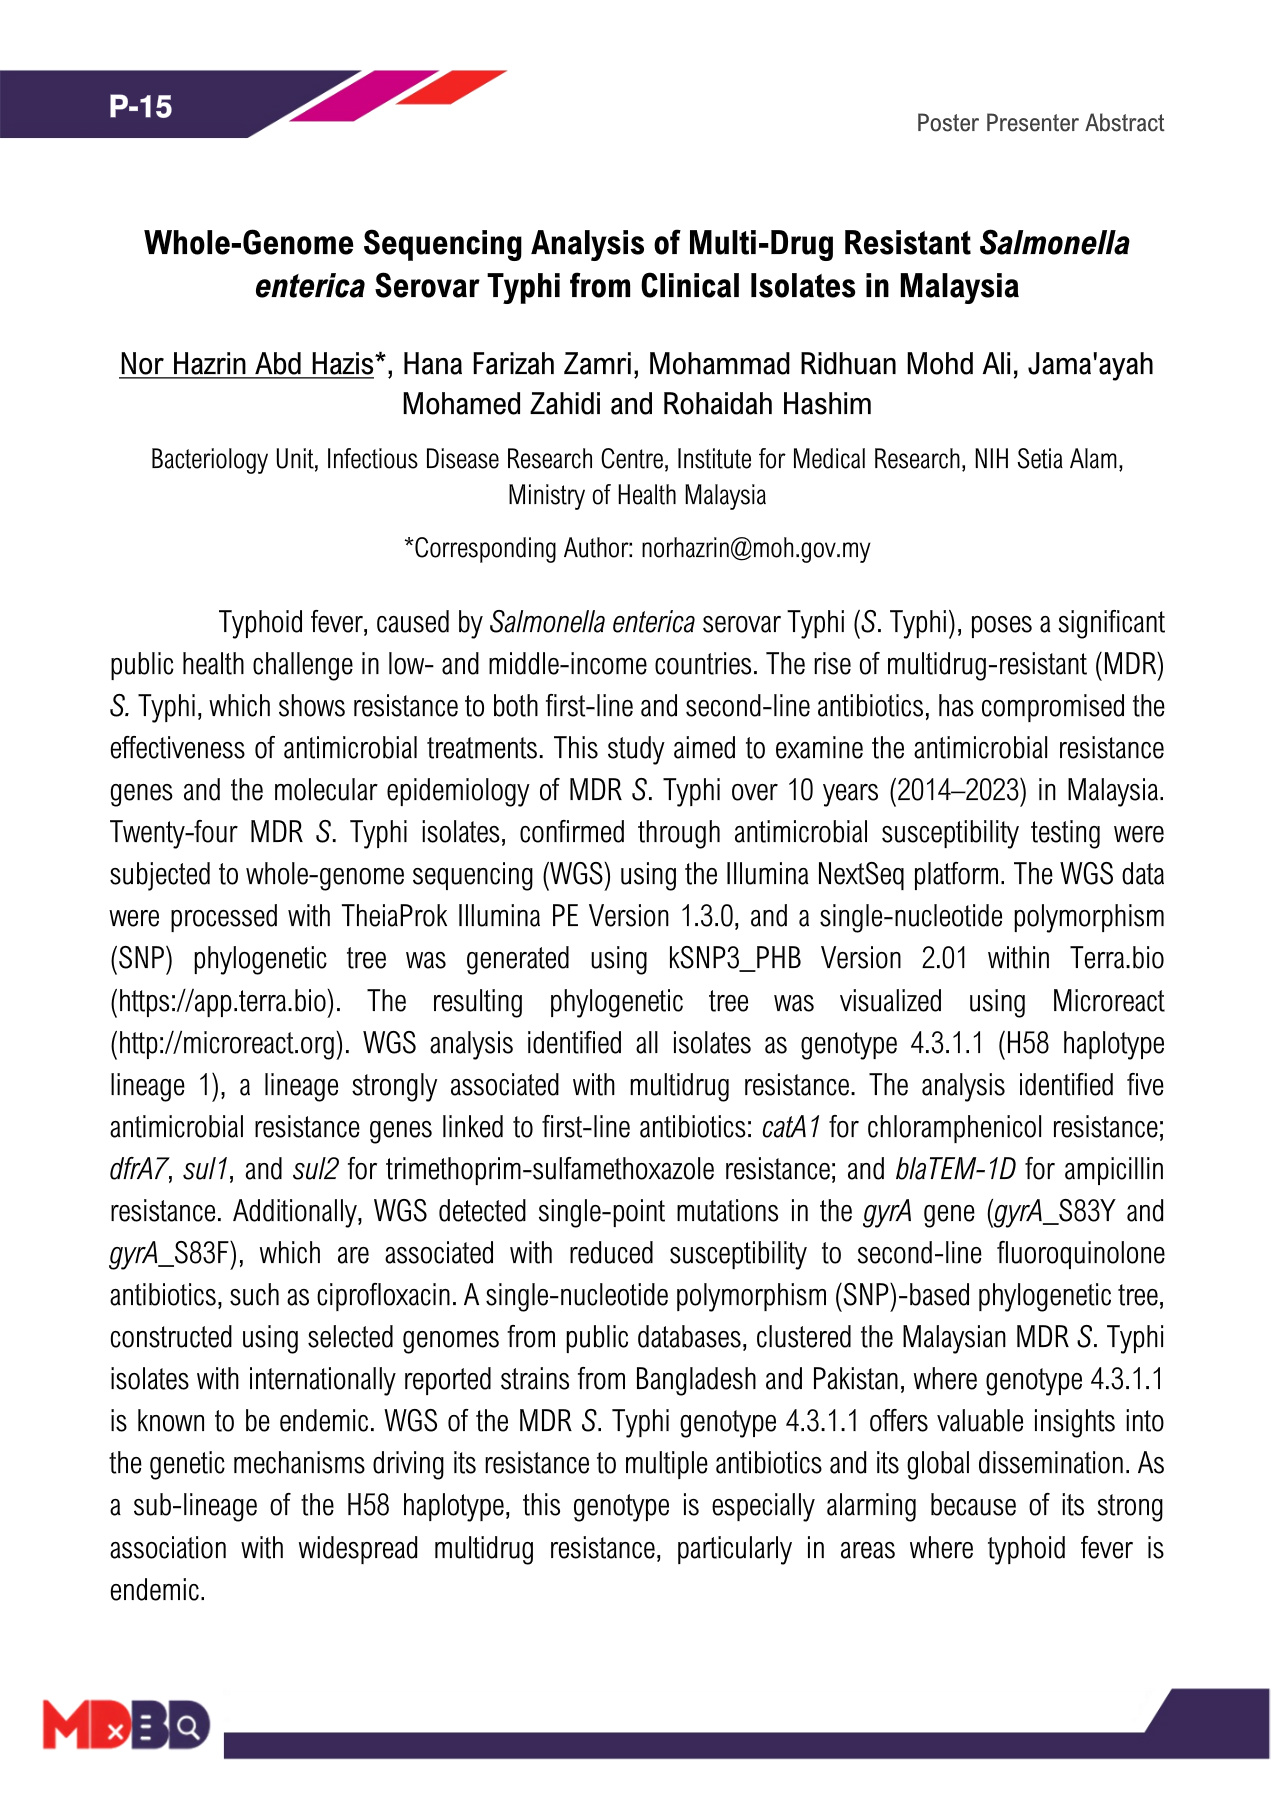 P-15
Poster Presenter Abstract
Whole-Genome Sequencing Analysis of Multi-Drug Resistant Salmonella
enterica Serovar Typhi from Clinical Isolates in Malaysia
Nor Hazrin Abd Hazis*, Hana Farizah Zamri, Mohammad Ridhuan Mohd Ali, Jama'ayah
Mohamed Zahidi and Rohaidah Hashim
Bacteriology Unit, Infectious Disease Research Centre, Institute for Medical Research, NIH Setia Alam,
Ministry of Health Malaysia
*Corresponding Author: norhazrin@moh.gov.my
Typhoid fever, caused by Salmonella enterica serovar Typhi (S. Typhi), poses a significant
public health challenge in low- and middle-income countries. The rise of multidrug-resistant (MDR)
S. Typhi, which shows resistance to both first-line and second-line antibiotics, has compromised the
effectiveness of antimicrobial treatments. This study aimed to examine the antimicrobial resistance
genes and the molecular epidemiology of MDR S. Typhi over 10 years (2014–2023) in Malaysia.
Twenty-four MDR S. Typhi isolates, confirmed through antimicrobial susceptibility testing were
subjected to whole-genome sequencing (WGS) using the Illumina NextSeq platform. The WGS data
were processed with TheiaProk Illumina PE Version 1.3.0, and a single-nucleotide polymorphism
(SNP) phylogenetic tree was generated using kSNP3_PHB Version 2.01 within Terra.bio
(https://app.terra.bio). The resulting phylogenetic tree was visualized using Microreact
(http://microreact.org). WGS analysis identified all isolates as genotype 4.3.1.1 (H58 haplotype
lineage 1), a lineage strongly associated with multidrug resistance. The analysis identified five
antimicrobial resistance genes linked to first-line antibiotics: catA1 for chloramphenicol resistance;
dfrA7, sul1, and sul2 for trimethoprim-sulfamethoxazole resistance; and blaTEM-1D for ampicillin
resistance. Additionally, WGS detected single-point mutations in the gyrA gene (gyrA_S83Y and
gyrA_S83F), which are associated with reduced susceptibility to second-line fluoroquinolone
antibiotics, such as ciprofloxacin. A single-nucleotide polymorphism (SNP)-based phylogenetic tree,
constructed using selected genomes from public databases, clustered the Malaysian MDR S. Typhi
isolates with internationally reported strains from Bangladesh and Pakistan, where genotype 4.3.1.1
is known to be endemic. WGS of the MDR S. Typhi genotype 4.3.1.1 offers valuable insights into
the genetic mechanisms driving its resistance to multiple antibiotics and its global dissemination. As
a sub-lineage of the H58 haplotype, this genotype is especially alarming because of its strong
association with widespread multidrug resistance, particularly in areas where typhoid fever is
endemic.
MDxBD